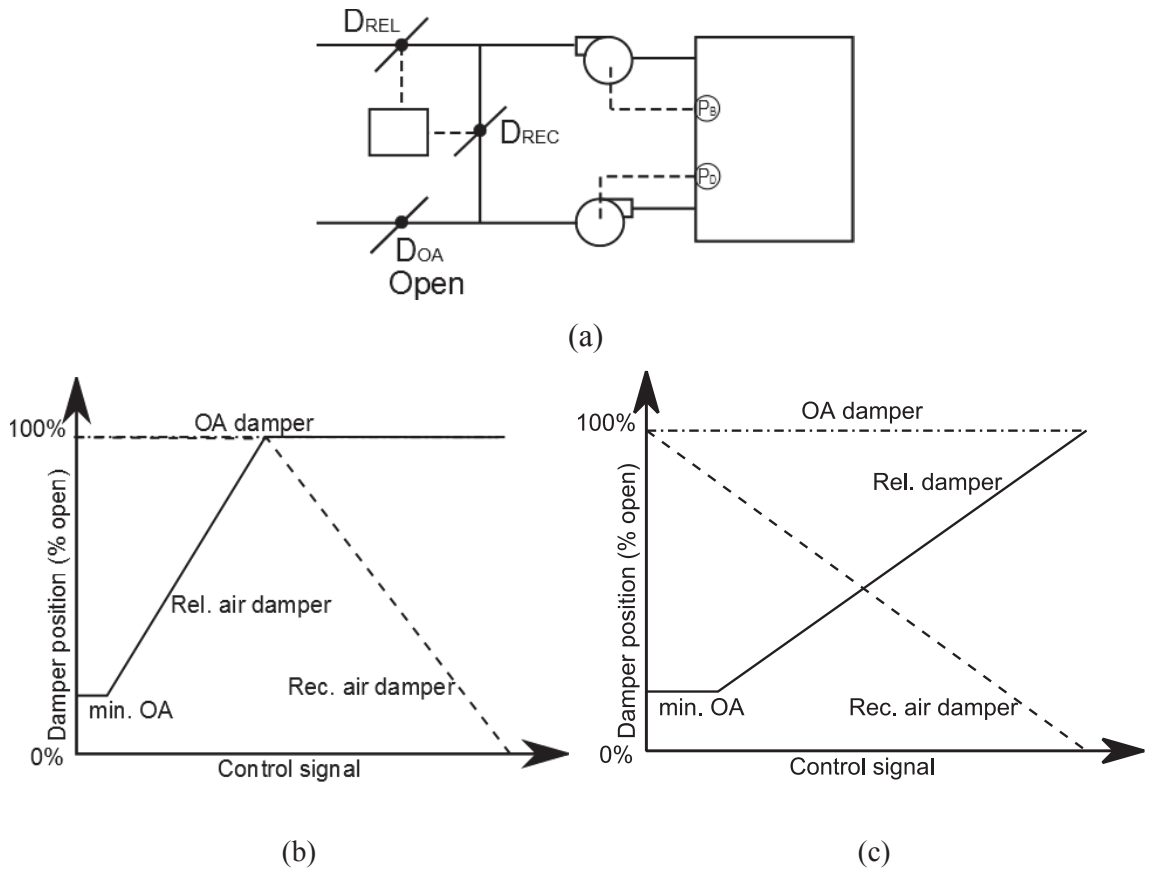 DREL
PB
DREC
PD
DOA
Open
(a)
100%
OA damper
Damper position (% open)
Rel. air damper
Rec. air damper
min. OA
0%
Control signal
(b)
100%
OA damper
Damper position (% open)
Rel. damper
Rec. air damper
min. OA
0%
Control signal
(c)